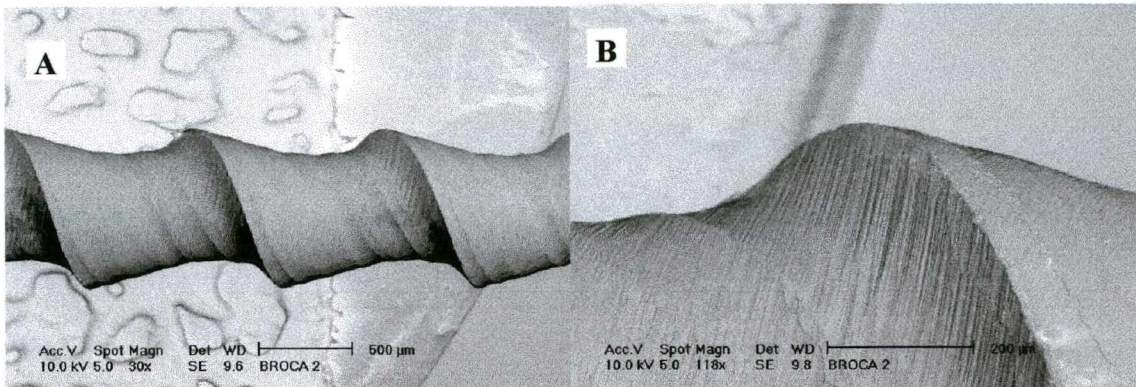 A
Acc.V Spot Magn Det WD 500 µm
10.0 kV 5.0 30x SE 9.6 BROCA 2
B
Acc.V Spot Magn Det WD 200 µm
10.0 kV 5.0 118x SE 9.8 BROCA 2